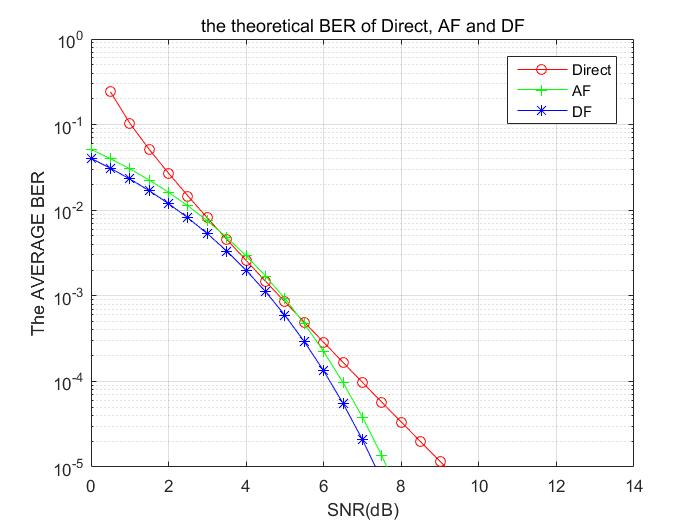 the theoretical BER of Direct, AF and DF
10^0
10^-1
10^-2
10^-3
10^-4
10^-5
The AVERAGE BER
Direct
AF
DF
0 2 4 6 8 10 12 14
SNR(dB)